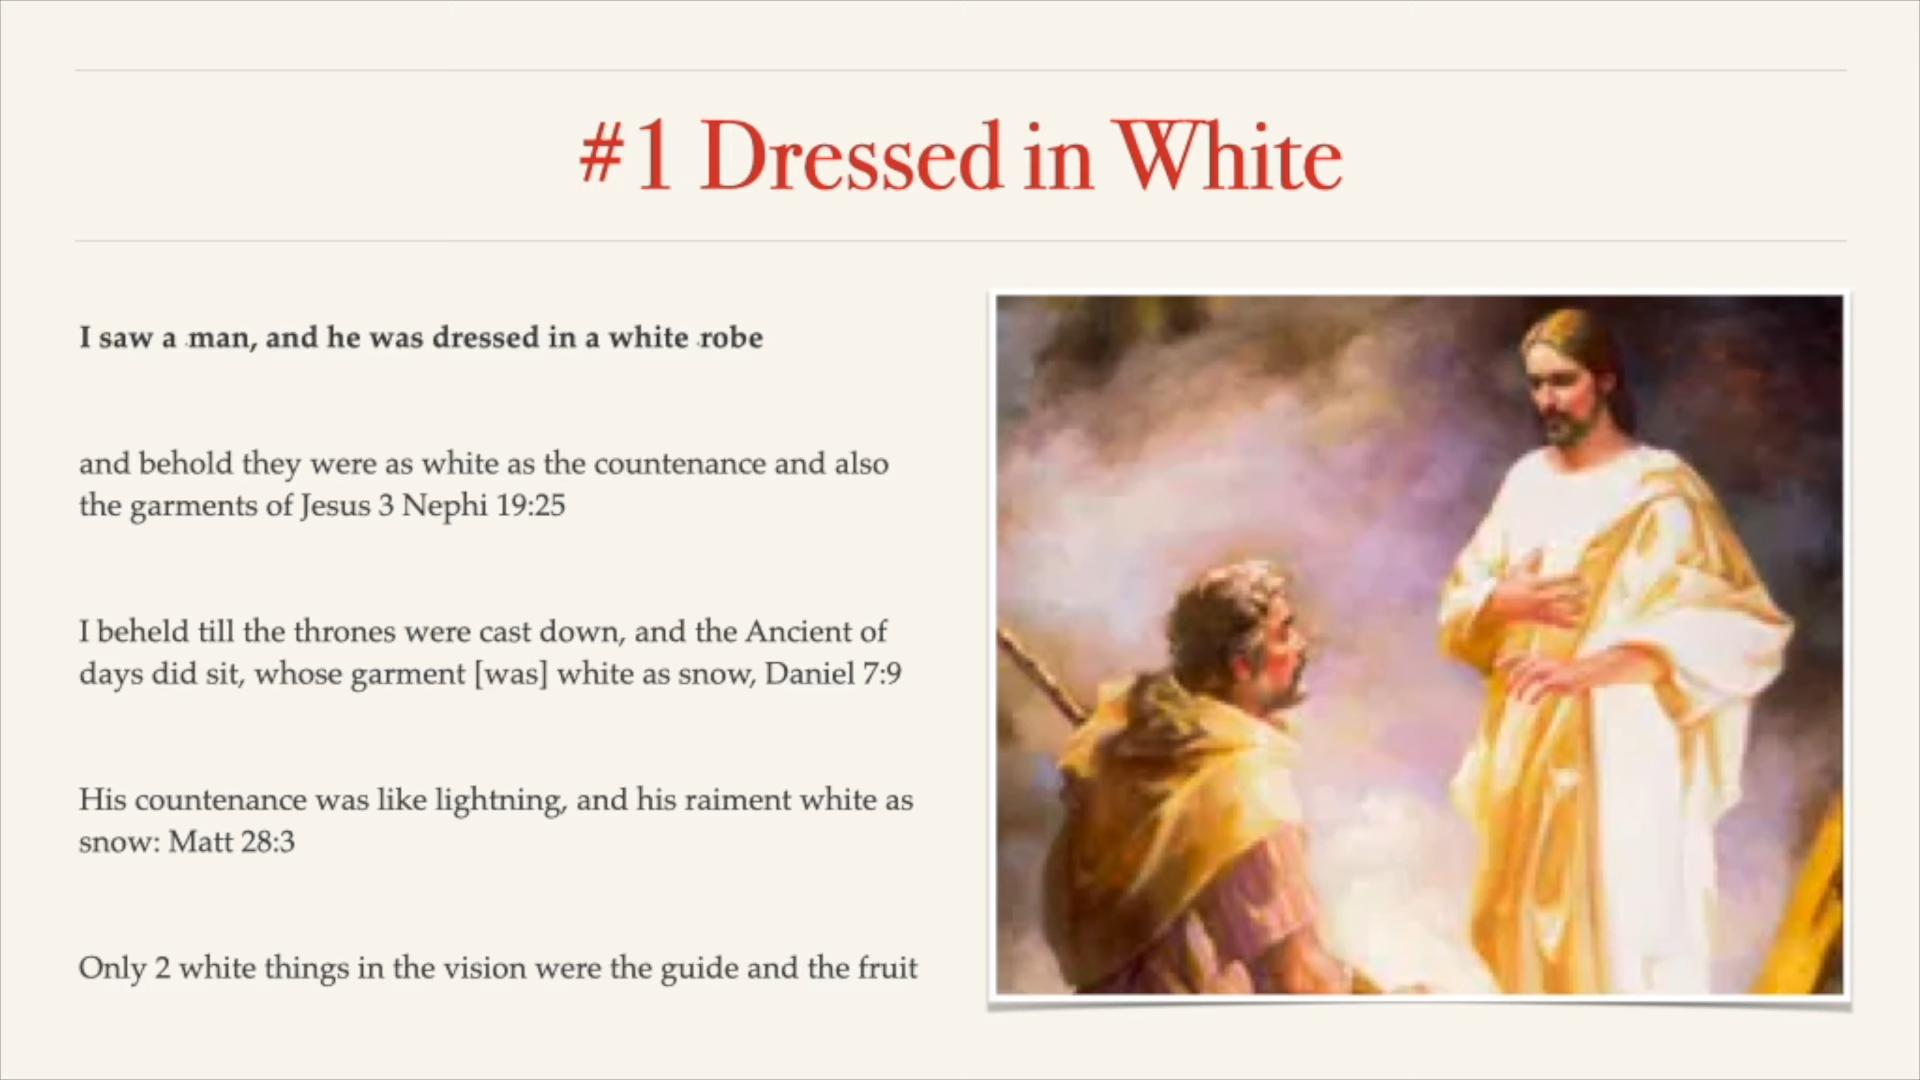 #1 Dressed in White
I saw a man, and he was dressed in a white robe
and behold they were as white as the countenance and also
the garments of Jesus 3 Nephi 19:25
I beheld till the thrones were cast down, and the Ancient of
days did sit, whose garment [was] white as snow, Daniel 7:9
His countenance was like lightning, and his raiment white as
snow: Matt 28:3
Only 2 white things in the vision were the guide and the fruit